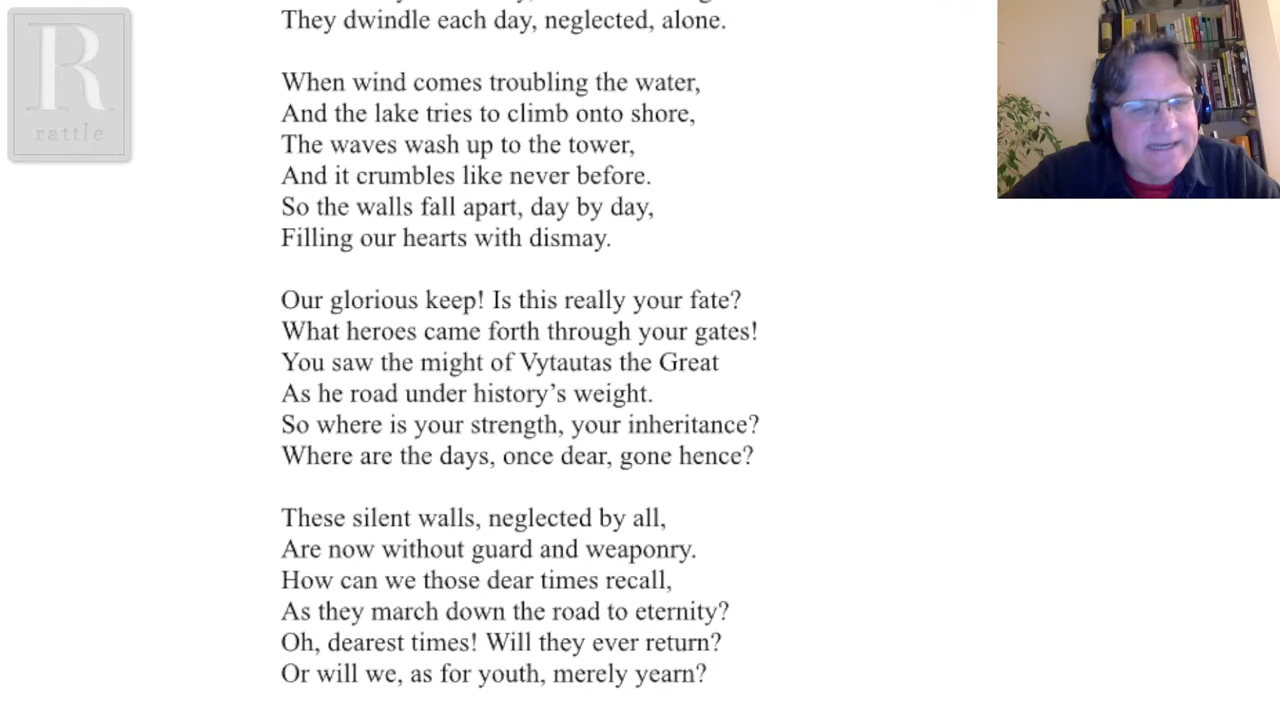 R
rattle
They dwindle each day, neglected, alone.
When wind comes troubling the water,
And the lake tries to climb onto shore,
The waves wash up to the tower,
And it crumbles like never before.
So the walls fall apart, day by day,
Filling our hearts with dismay.
Our glorious keep! Is this really your fate?
What heroes came forth through your gates!
You saw the might of Vytautas the Great
As he road under history’s weight.
So where is your strength, your inheritance?
Where are the days, once dear, gone hence?
These silent walls, neglected by all,
Are now without guard and weaponry.
How can we those dear times recall,
As they march down the road to eternity?
Oh, dearest times! Will they ever return?
Or will we, as for youth, merely yearn?